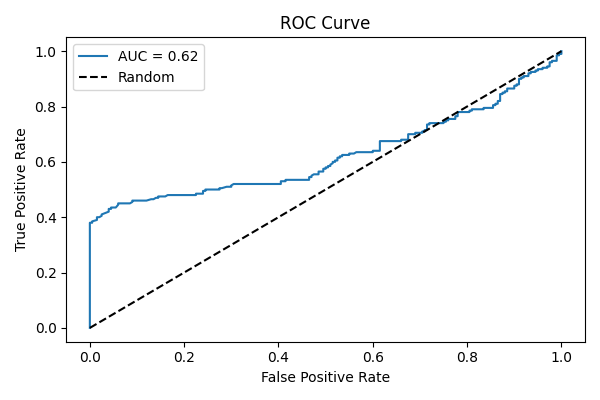 ROC Curve
AUC = 0.62
Random
True Positive Rate
1.0
0.8
0.6
0.4
0.2
0.0
0.0 0.2 0.4 0.6 0.8 1.0
False Positive Rate